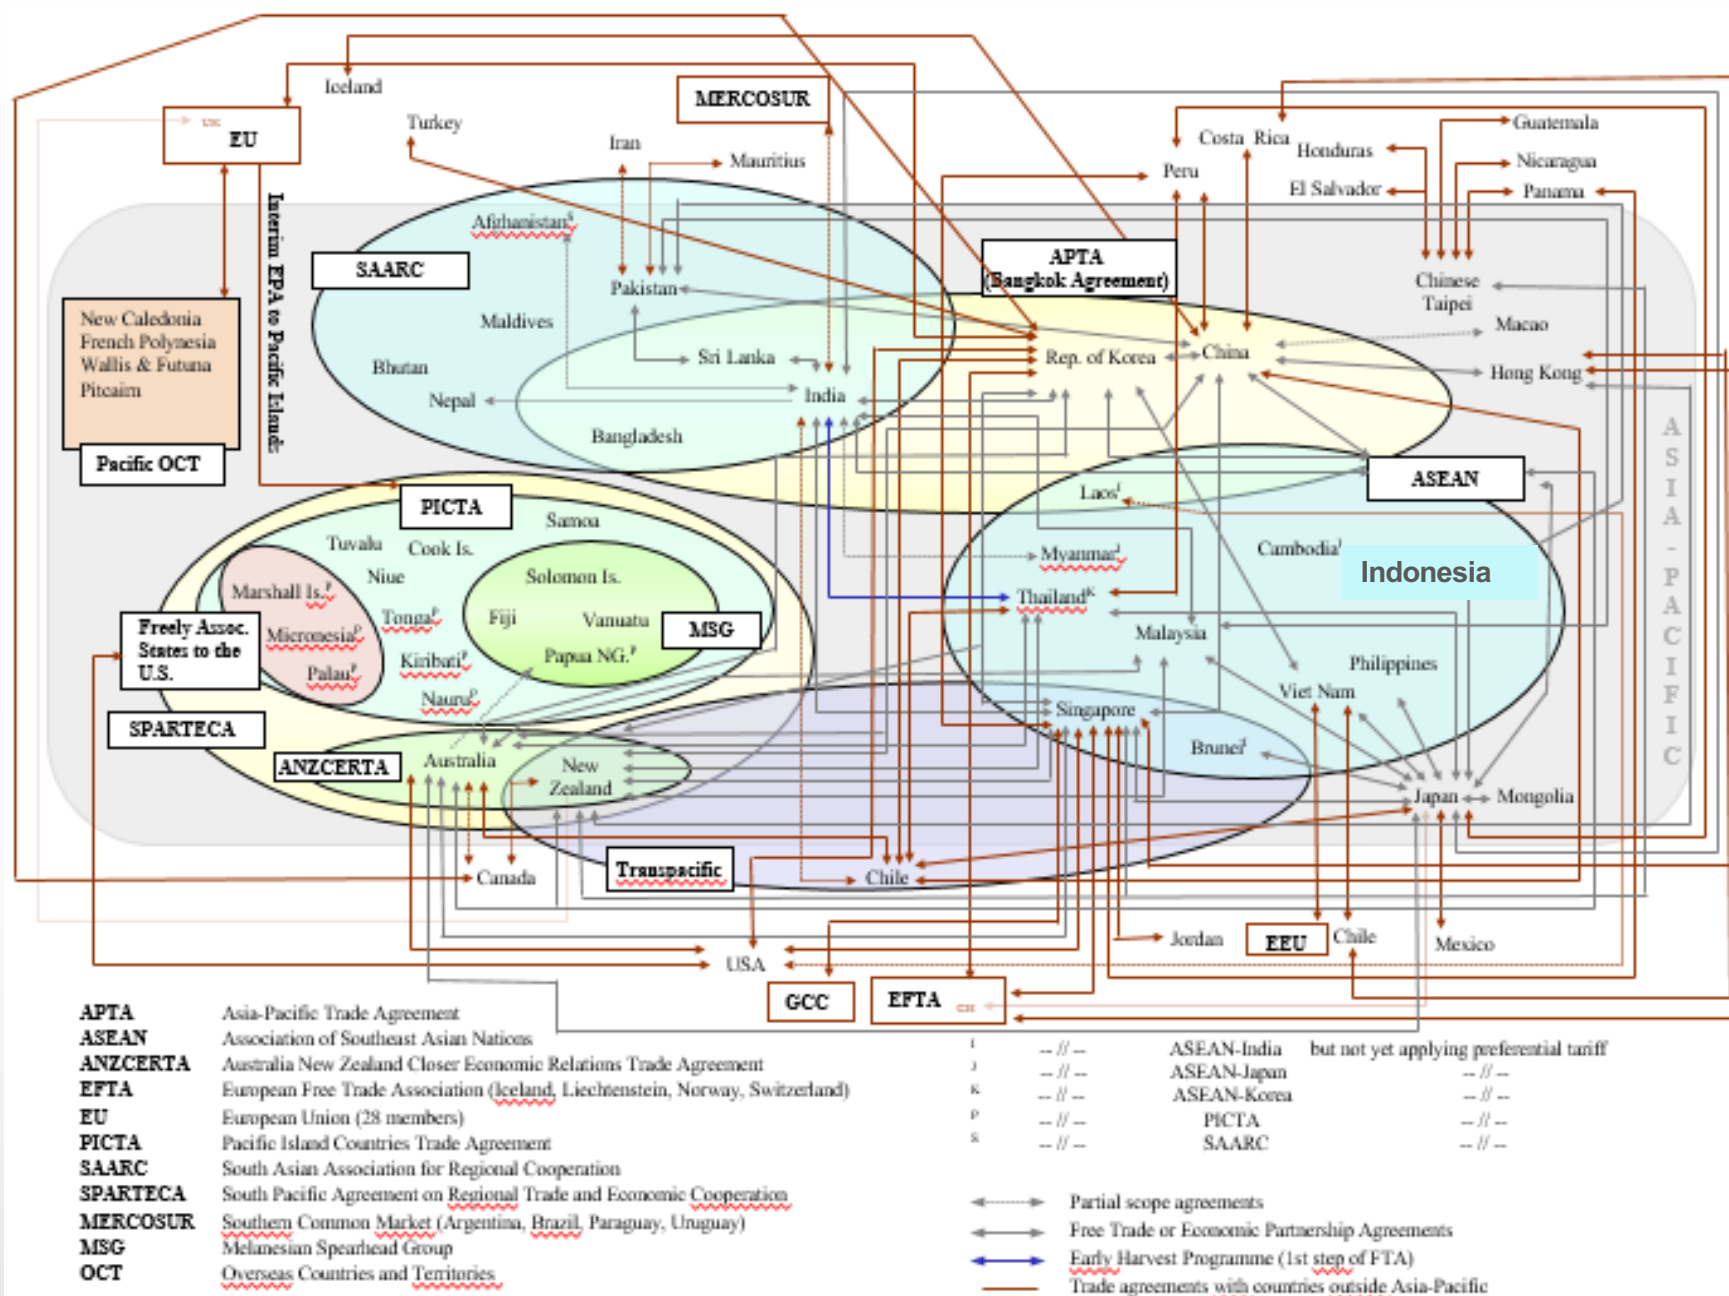 Iceland
MERCOSUR
EU
Turkey
Iran
Mauritius
Costa Rica
Guatemala
Honduras
Nicaragua
Peru
El Salvador
Panama
Interim EPA to Pacific Islands
Afghanistan
SAARC
APTA
(Bangkok Agreement)
Chinese
Taipei
Pakistan
New Caledonia
French Polynesia
Wallis & Futuna
Pitcairn
Pacific OCT
Maldives
Macao
Sri Lanka
Rep. of Korea
China
Bhutan
Hong Kong
Nepal
India
Bangladesh
ASIA-PACIFIC
ASEAN
Laos
PICTA
Samoa
Tuvalu
Cook Is.
Myanmar
Cambodia
Indonesia
Niue
Solomon Is.
Marshall Is.P
Thailand K
Tonga P
Fiji
Vanuatu
Freely Assoc.
States to the
U.S.
Micronesia P
MSG
Malaysia
Papua NG.P
Kiribati P
Philippines
Palau P
Viet Nam
Nauru P
Singapore
SPARTECA
Brunei
ANZCERTA
Australia
New
Zealand
Japan
Mongolia
Transpacific
Canada
Chile
USA
Jordan
EEU
Chile
Mexico
GCC
EFTA
CH
APTA Asia-Pacific Trade Agreement
ASEAN Association of Southeast Asian Nations
ANZCERTA Australia New Zealand Closer Economic Relations Trade Agreement
EFTA European Free Trade Association (Iceland, Liechtenstein, Norway, Switzerland)
EU European Union (28 members)
PICTA Pacific Island Countries Trade Agreement
SAARC South Asian Association for Regional Cooperation
SPARTECA South Pacific Agreement on Regional Trade and Economic Cooperation
MERCOSUR Southern Common Market (Argentina, Brazil, Paraguay, Uruguay)
MSG Melanesian Spearhead Group
OCT Overseas Countries and Territories
I -- // -- ASEAN-India but not yet applying preferential tariff
J -- // -- ASEAN-Japan -- // --
K -- // -- ASEAN-Korea -- // --
P -- // -- PICTA -- // --
S -- // -- SAARC -- // --
Partial scope agreements
Free Trade or Economic Partnership Agreements
Early Harvest Programme (1st step of FTA)
Trade agreements with countries outside Asia-Pacific